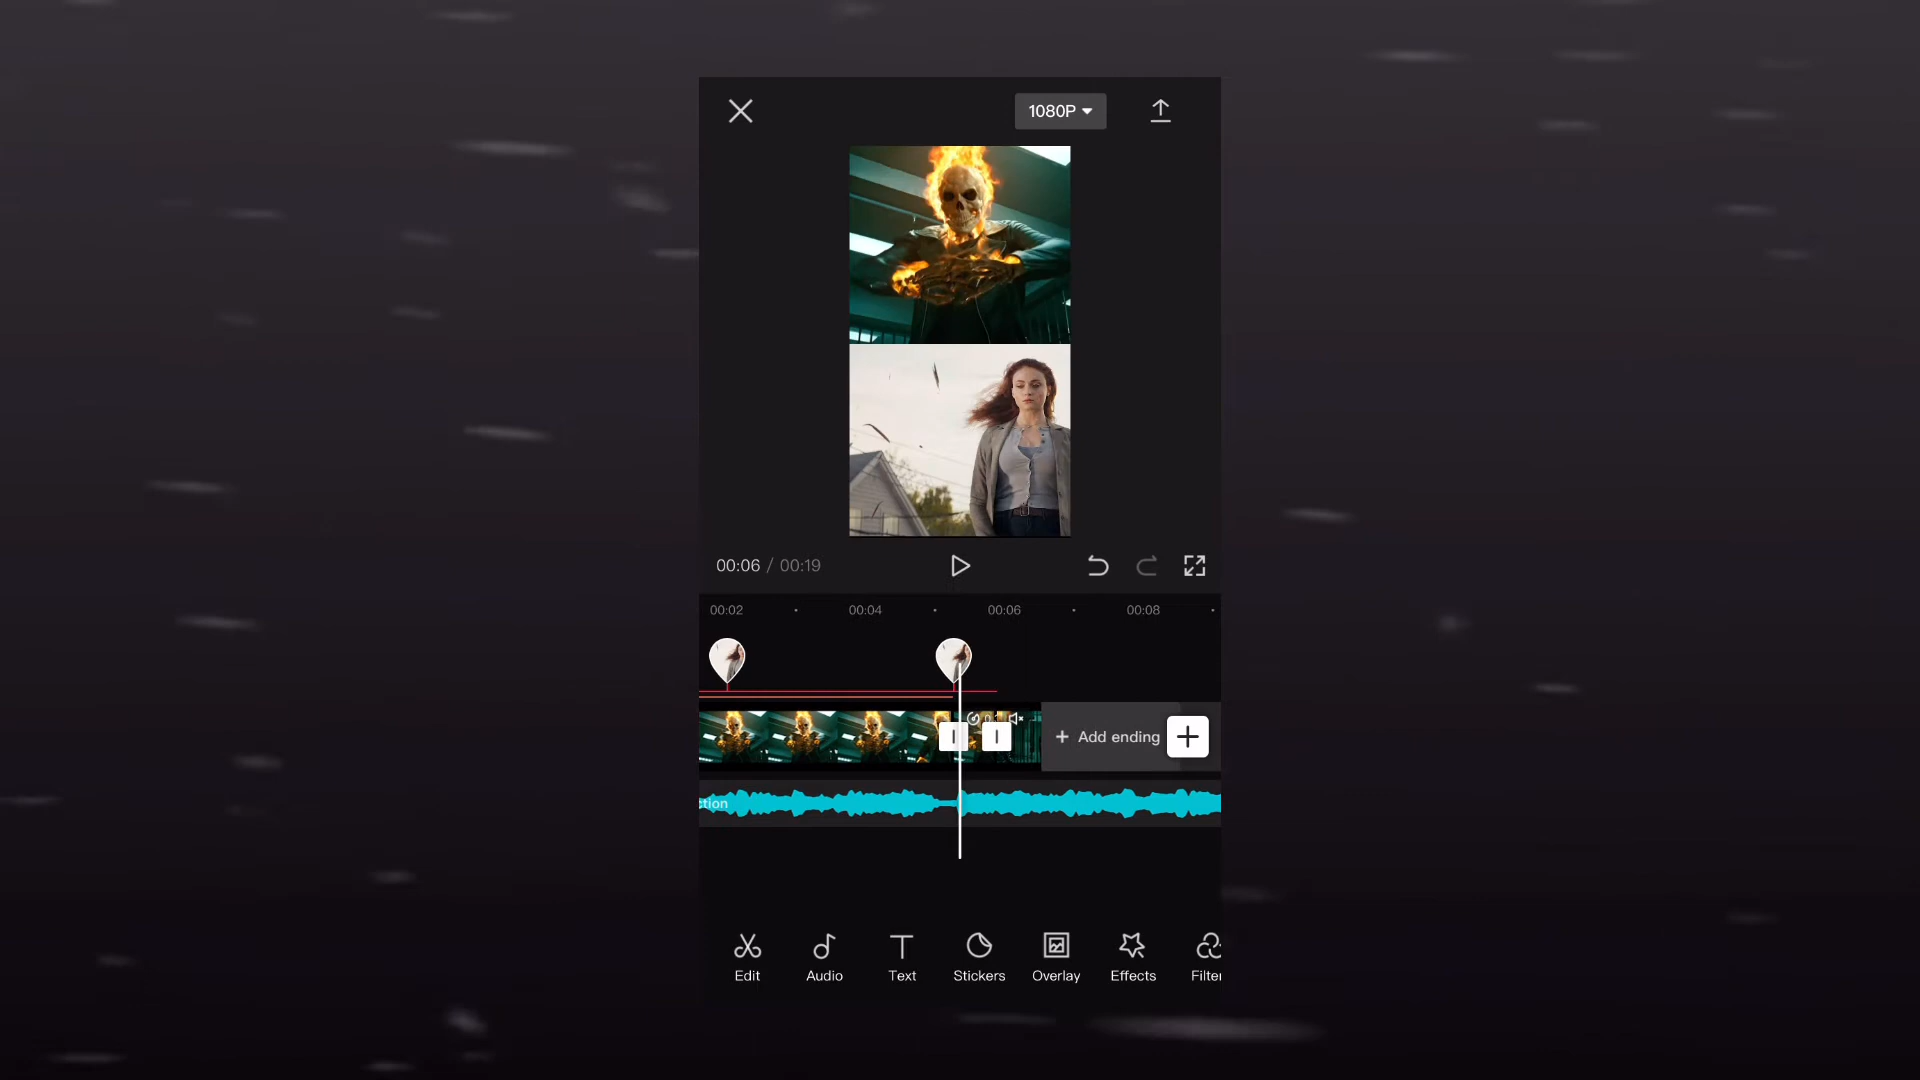 1080P
00:06 / 00:19
00:02 00:04 00:06 00:08
+ Add ending
ction
Edit Audio Text Stickers Overlay Effects Filter